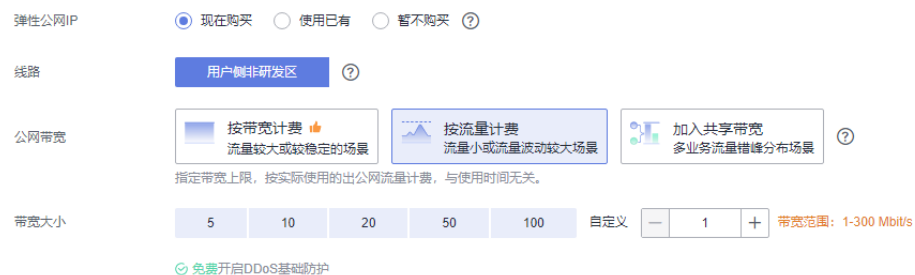 弹性公网IP 现在购买 使用已有 暂不购买 ?
线路 用户侧非研发区 ?
公网带宽 按带宽计费 按流量计费 加入共享带宽 ?
流量较大或较稳定的场景 流量小或流量波动较大场景 多业务流量错峰分布场景
指定带宽上限，按实际使用的出公网流量计费，与使用时间无关。
带宽大小 5 10 20 50 100 自定义 — 1 + 带宽范围：1-300 Mbit/s
免费开启DDoS基础防护